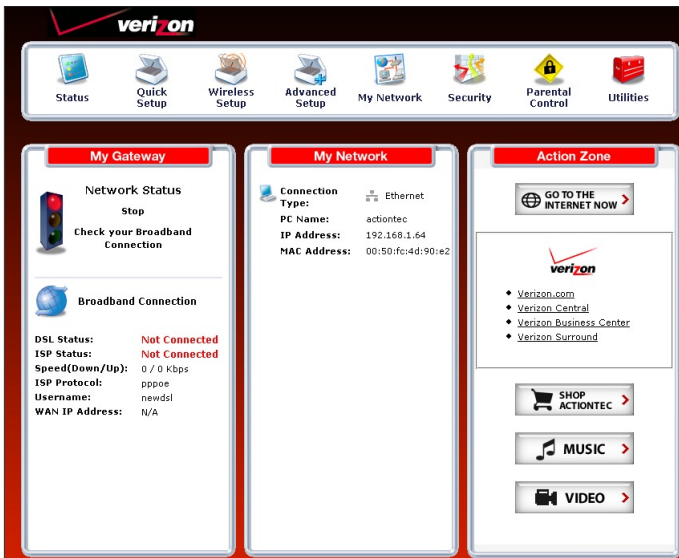 verizon
Status
Quick
Setup
Wireless
Setup
Advanced
Setup
My Network
Security
Parental
Control
Utilities
My Gateway
Network Status
Stop
Check your Broadband
Connection
Broadband Connection
DSL Status: Not Connected
ISP Status: Not Connected
Speed(Down/Up): 0 / 0 Kbps
ISP Protocol: pppoe
Username: newdsl
WAN IP Address: N/A
My Network
Connection
Type: Ethernet
PC Name: actiontec
IP Address: 192.168.1.64
MAC Address: 00:50:fc:4d:90:e2
Action Zone
GO TO THE
INTERNET NOW
verizon
Verizon.com
Verizon Central
Verizon Business Center
Verizon Surround
SHOP
ACTIONTEC
MUSIC
VIDEO